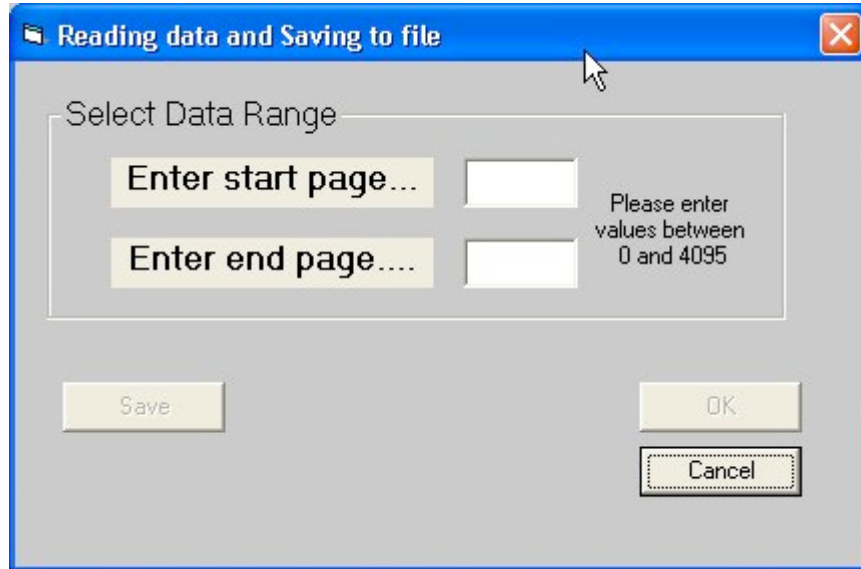 Reading data and Saving to file
Select Data Range
Enter start page...
Enter end page....
Please enter
values between
0 and 4095
Save
OK
Cancel